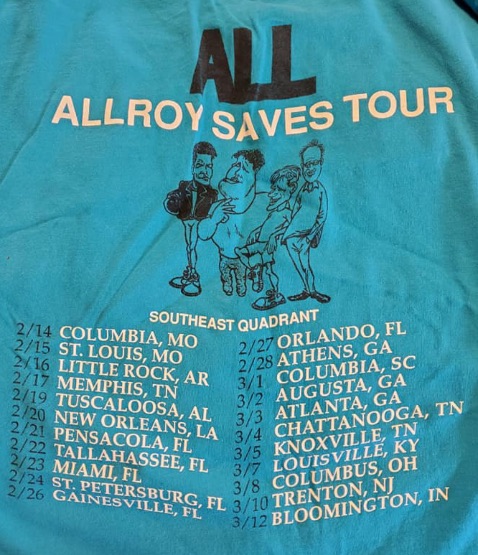 ALL
ALLROY SAVES TOUR
SOUTHEAST QUADRANT
2/14 COLUMBIA, MO
2/15 ST. LOUIS, MO
2/16 LITTLE ROCK, AR
2/17 MEMPHIS, TN
2/19 TUSCALOOSA, AL
2/20 NEW ORLEANS, LA
2/21 PENSACOLA, FL
2/22 TALLAHASSEE, FL
2/23 MIAMI, FL
2/24 ST. PETERSBURG, FL
2/26 GAINESVILLE, FL
2/27 ORLANDO, FL
2/28 ATHENS, GA
3/1 COLUMBIA, SC
3/2 AUGUSTA, GA
3/3 ATLANTA, GA
3/4 CHATTANOOGA, TN
3/5 KNOXVILLE, TN
3/7 LOUISVILLE, KY
3/8 COLUMBUS, OH
3/10 TRENTON, NJ
3/12 BLOOMINGTON, IN